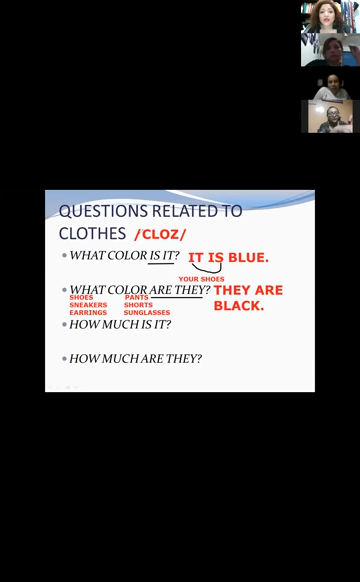 QUESTIONS RELATED TO
CLOTHES /CLOZ/
• WHAT COLOR IS IT? IT IS BLUE.
YOUR SHOES
• WHAT COLOR ARE THEY? THEY ARE
BLACK.
SHOES PANTS
SNEAKERS SHORTS
EARRINGS SUNGLASSES
• HOW MUCH IS IT?
• HOW MUCH ARE THEY?